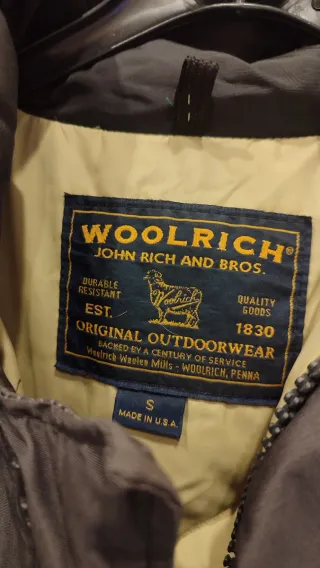 WOOLRICH®
JOHN RICH AND BROS.
DURABLE
RESISTANT
Woolrich
QUALITY
GOODS
EST.
1830
ORIGINAL OUTDOORWEAR
BACKED BY A CENTURY OF SERVICE
Woolrich Woolen Mills - WOOLRICH, PENNA
S
MADE IN U.S.A.